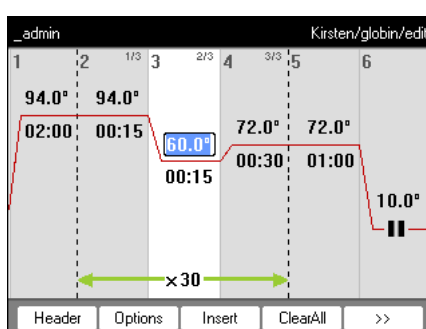 _admin Kirsten/globin/edit
1 2 1/3 3 2/3 4 3/3 5 6
94.0° 94.0° 72.0° 72.0°
02:00 00:15 60.0° 00:30 01:00
00:15
10.0°
×30
Header Options Insert ClearAll >>